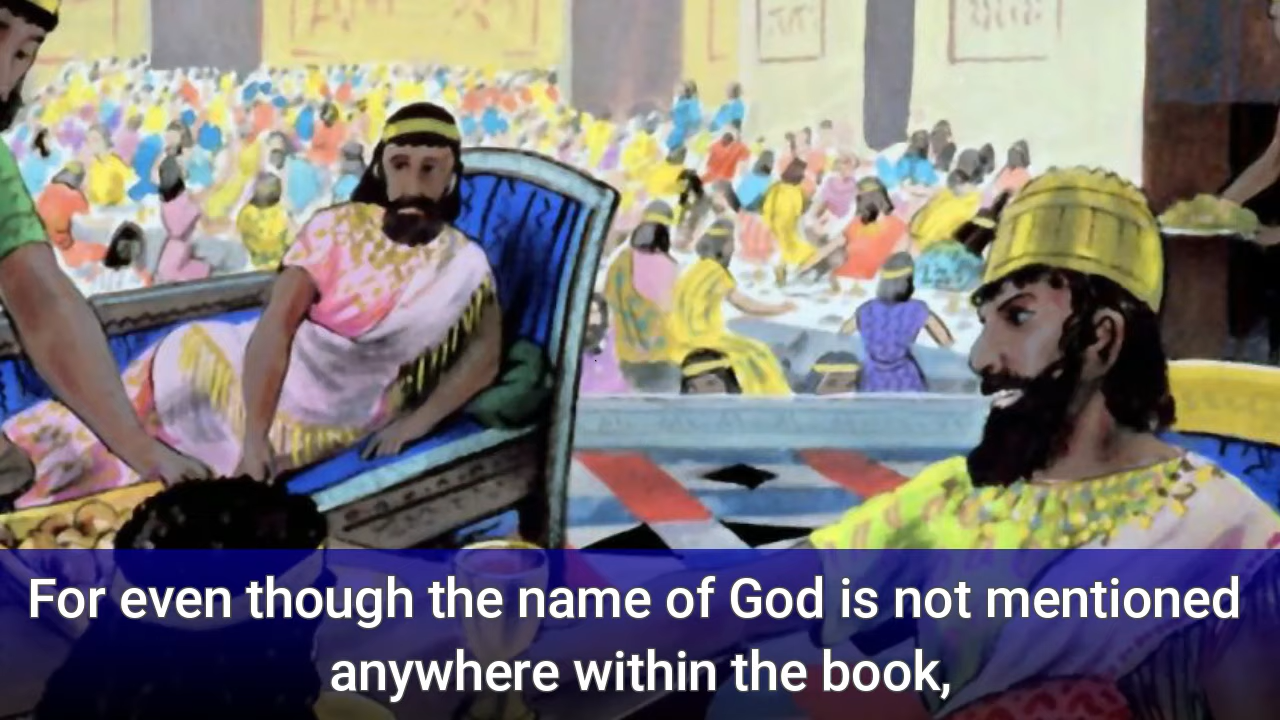 For even though the name of God is not mentioned
anywhere within the book,